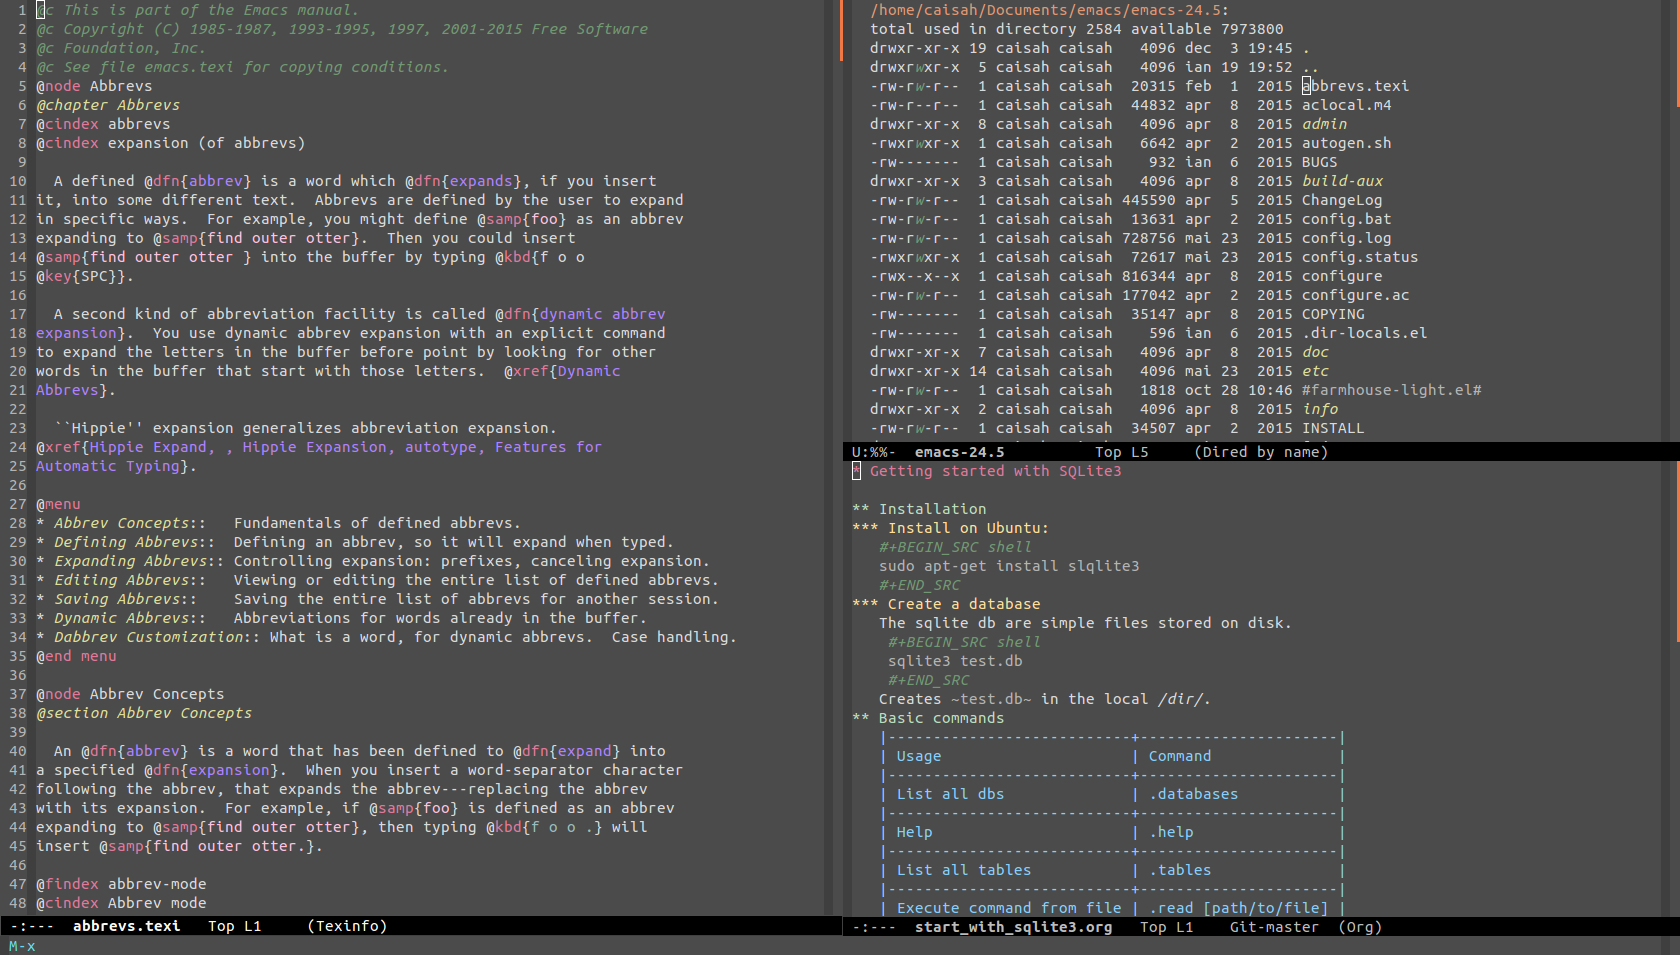 1 @c This is part of the Emacs manual.
2 @c Copyright (C) 1985-1987, 1993-1995, 1997, 2001-2015 Free Software
3 @c Foundation, Inc.
4 @c See file emacs.texi for copying conditions.
5 @node Abbrevs
6 @chapter Abbrevs
7 @cindex abbrevs
8 @cindex expansion (of abbrevs)
9
10   A defined @dfn{abbrev} is a word which @dfn{expands}, if you insert
11 it, into some different text.  Abbrevs are defined by the user to expand
12 in specific ways.  For example, you might define @samp{foo} as an abbrev
13 expanding to @samp{find outer otter}.  Then you could insert
14 @samp{find outer otter } into the buffer by typing @kbd{f o o
15 @key{SPC}}.
16
17   A second kind of abbreviation facility is called @dfn{dynamic abbrev
18 expansion}.  You use dynamic abbrev expansion with an explicit command
19 to expand the letters in the buffer before point by looking for other
20 words in the buffer that start with those letters.  @xref{Dynamic
21 Abbrevs}.
22
23   ``Hippie'' expansion generalizes abbreviation expansion.
24 @xref{Hippie Expand, , Hippie Expansion, autotype, Features for
25 Automatic Typing}.
26
27 @menu
28 * Abbrev Concepts::   Fundamentals of defined abbrevs.
29 * Defining Abbrevs::  Defining an abbrev, so it will expand when typed.
30 * Expanding Abbrevs:: Controlling expansion: prefixes, canceling expansion.
31 * Editing Abbrevs::   Viewing or editing the entire list of defined abbrevs.
32 * Saving Abbrevs::    Saving the entire list of abbrevs for another session.
33 * Dynamic Abbrevs::   Abbreviations for words already in the buffer.
34 * Dabbrev Customization:: What is a word, for dynamic abbrevs.  Case handling.
35 @end menu
36
37 @node Abbrev Concepts
38 @section Abbrev Concepts
39
40   An @dfn{abbrev} is a word that has been defined to @dfn{expand} into
41 a specified @dfn{expansion}.  When you insert a word-separator character
42 following the abbrev, that expands the abbrev---replacing the abbrev
43 with its expansion.  For example, if @samp{foo} is defined as an abbrev
44 expanding to @samp{find outer otter}, then typing @kbd{f o o .} will
45 insert @samp{find outer otter.}.
46
47 @findex abbrev-mode
48 @cindex Abbrev mode
-:---  abbrevs.texi   Top L1     (Texinfo)
M-x
/home/caisah/Documents/emacs/emacs-24.5:
total used in directory 2584 available 7973800
drwxr-xr-x 19 caisah caisah   4096 dec  3 19:45 .
drwxrwxr-x  5 caisah caisah   4096 ian 19 19:52 ..
-rw-rw-r--  1 caisah caisah  20315 feb  1  2015 abbrevs.texi
-rw-r--r--  1 caisah caisah  44832 apr  8  2015 aclocal.m4
drwxr-xr-x  8 caisah caisah   4096 apr  8  2015 admin
-rwxrwxr-x  1 caisah caisah   6642 apr  2  2015 autogen.sh
-rw-------  1 caisah caisah    932 ian  6  2015 BUGS
drwxr-xr-x  3 caisah caisah   4096 apr  8  2015 build-aux
-rw-rw-r--  1 caisah caisah 445590 apr  5  2015 ChangeLog
-rw-rw-r--  1 caisah caisah  13631 apr  2  2015 config.bat
-rw-rw-r--  1 caisah caisah 728756 mai 23  2015 config.log
-rwxrwxr-x  1 caisah caisah  72617 mai 23  2015 config.status
-rwx--x--x  1 caisah caisah 816344 apr  8  2015 configure
-rw-rw-r--  1 caisah caisah 177042 apr  2  2015 configure.ac
-rw-------  1 caisah caisah  35147 apr  8  2015 COPYING
-rw-------  1 caisah caisah    596 ian  6  2015 .dir-locals.el
drwxr-xr-x  7 caisah caisah   4096 apr  8  2015 doc
drwxr-xr-x 14 caisah caisah   4096 mai 23  2015 etc
-rw-rw-r--  1 caisah caisah   1818 oct 28 10:46 #farmhouse-light.el#
drwxr-xr-x  2 caisah caisah   4096 apr  8  2015 info
-rw-rw-r--  1 caisah caisah  34507 apr  2  2015 INSTALL
U:%%-  emacs-24.5          Top L5     (Dired by name)
* Getting started with SQLite3
** Installation
*** Install on Ubuntu:
#+BEGIN_SRC shell
sudo apt-get install slqlite3
#+END_SRC
*** Create a database
The sqlite db are simple files stored on disk.
#+BEGIN_SRC shell
sqlite3 test.db
#+END_SRC
Creates ~test.db~ in the local /dir/.
** Basic commands
|---------------------------+----------------------|
| Usage                     | Command              |
|---------------------------+----------------------|
| List all dbs              | .databases           |
|---------------------------+----------------------|
| Help                      | .help                |
|---------------------------+----------------------|
| List all tables           | .tables              |
|---------------------------+----------------------|
| Execute command from file | .read [path/to/file] |
-:---  start_with_sqlite3.org   Top L1    Git-master  (Org)